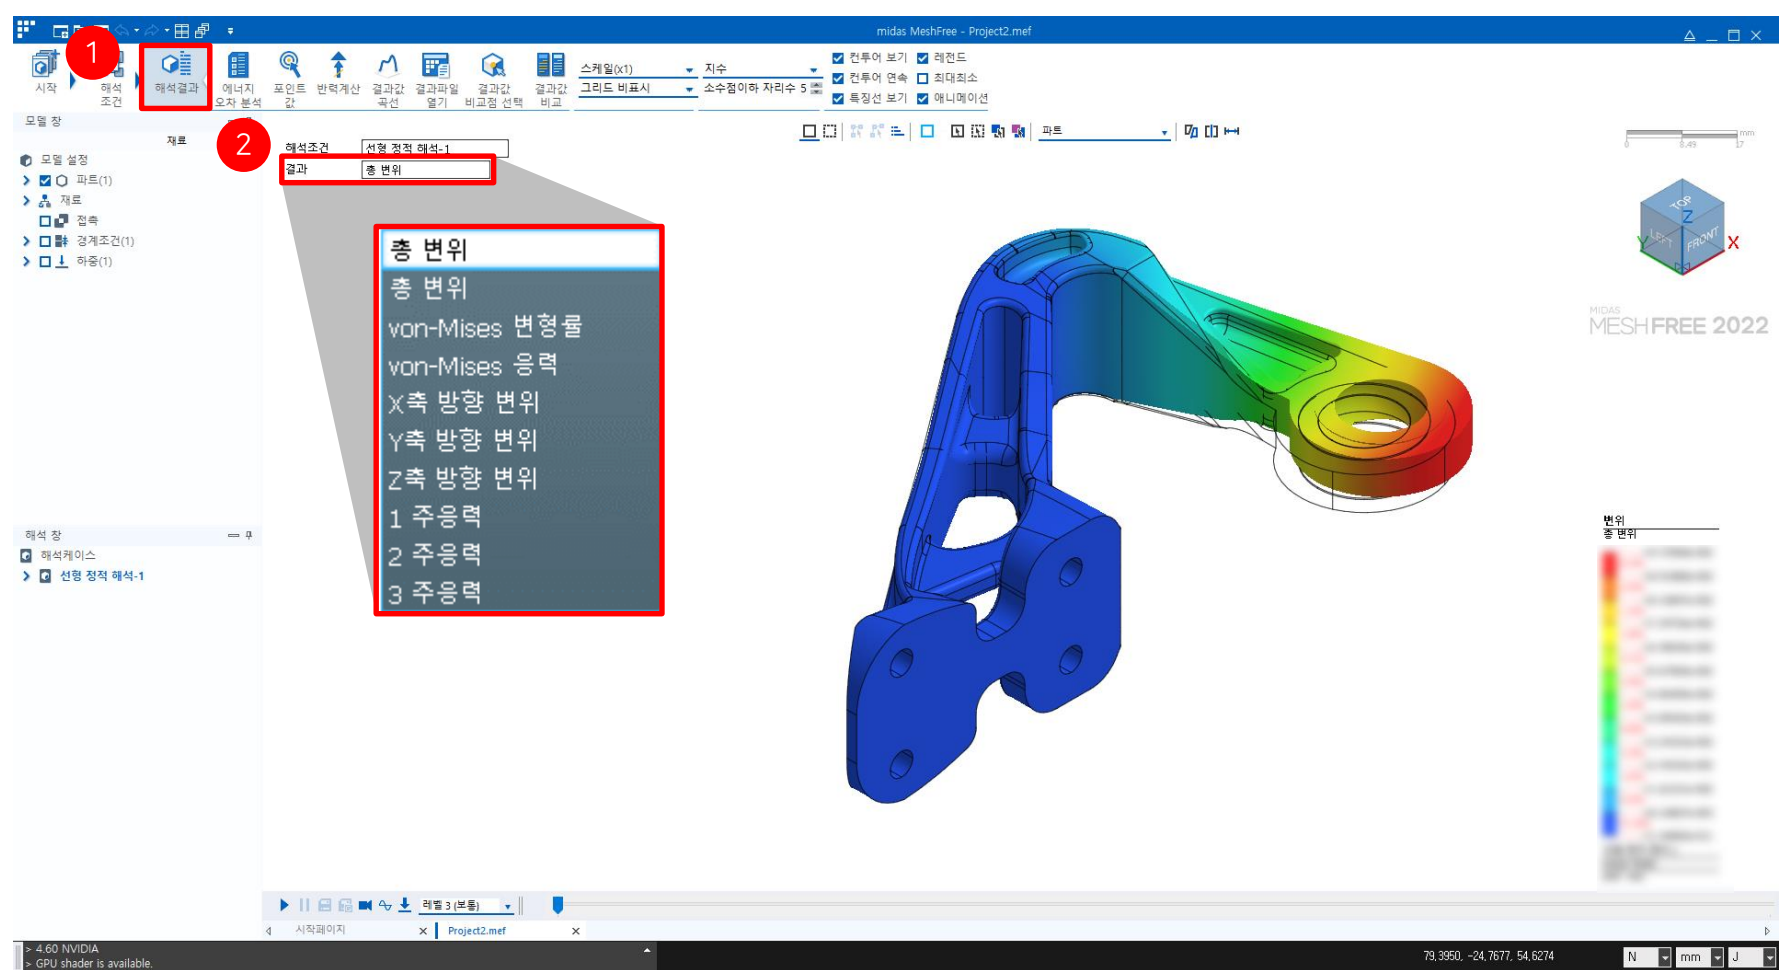 midas MeshFree - Project2.mef
1
시작
해석
조건
해석결과
에너지
오차 분석
포인트
값
반력계산
결과값
곡선
결과파일
열기
결과값
비교점 선택
결과값
비교
스케일(x1)
그리드 비표시
지수
소수점이하 자리수 5
컨투어 보기
레전드
컨투어 연속
최대최소
특징선 보기
애니메이션
모델 창
재료
모델 설정
파트(1)
재료
접촉
경계조건(1)
하중(1)
2
해석조건
선형 정적 해석-1
결과
총 변위
파트
mm
0
8.49
17
총 변위
총 변위
von-Mises 변형률
von-Mises 응력
X축 방향 변위
Y축 방향 변위
Z축 방향 변위
1 주응력
2 주응력
3 주응력
TOP
LEFT
FRONT
Z
Y
X
MIDAS
MESHFREE 2022
변위
총 변위
해석 창
해석케이스
선형 정적 해석-1
레벨 3 (보통)
시작페이지
Project2.mef
> 4.60 NVIDIA
> GPU shader is available.
79,3950, -24,7677, 54,6274
N
mm
J